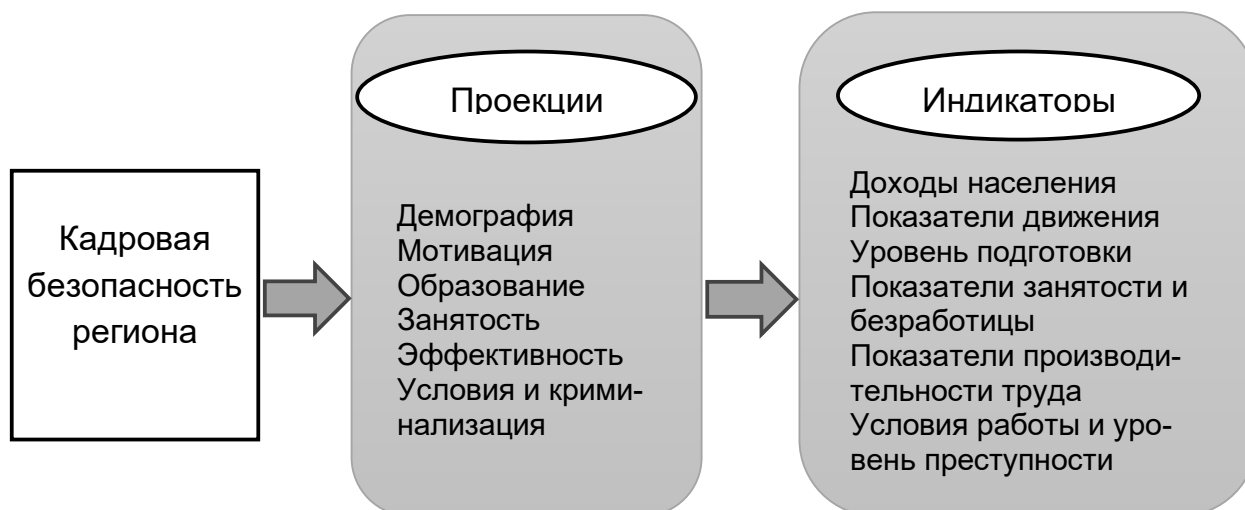 Кадровая
безопасность
региона
Проекции
Демография
Мотивация
Образование
Занятость
Эффективность
Условия и крими-
нализация
Индикаторы
Доходы населения
Показатели движения
Уровень подготовки
Показатели занятости и
безработицы
Показатели производи-
тельности труда
Условия работы и уро-
вень преступности